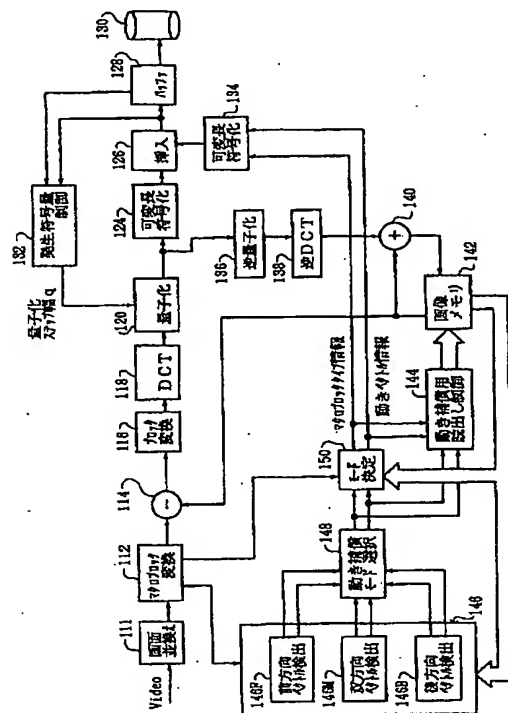 Video
111
画面
並換え
112
マクロブロック
変換
114
−
118
ブロック
変換
118
DCT
120
量子化
量子化
ステップ幅 q
132
発生符号量
制御
124
可変長
符号化
126
挿入
128
バッファ
130
134
可変長
符号化
136
逆量子化
138
逆DCT
140
+
142
画像
メモリ
144
動き補償用
読出し制御
マクロブロックタイプ情報
動きベクトル情報
150
モード
決定
148
動き補償
モード選択
146
146F
前方向
ベクトル検出
146M
双方向
ベクトル検出
146B
後方向
ベクトル検出